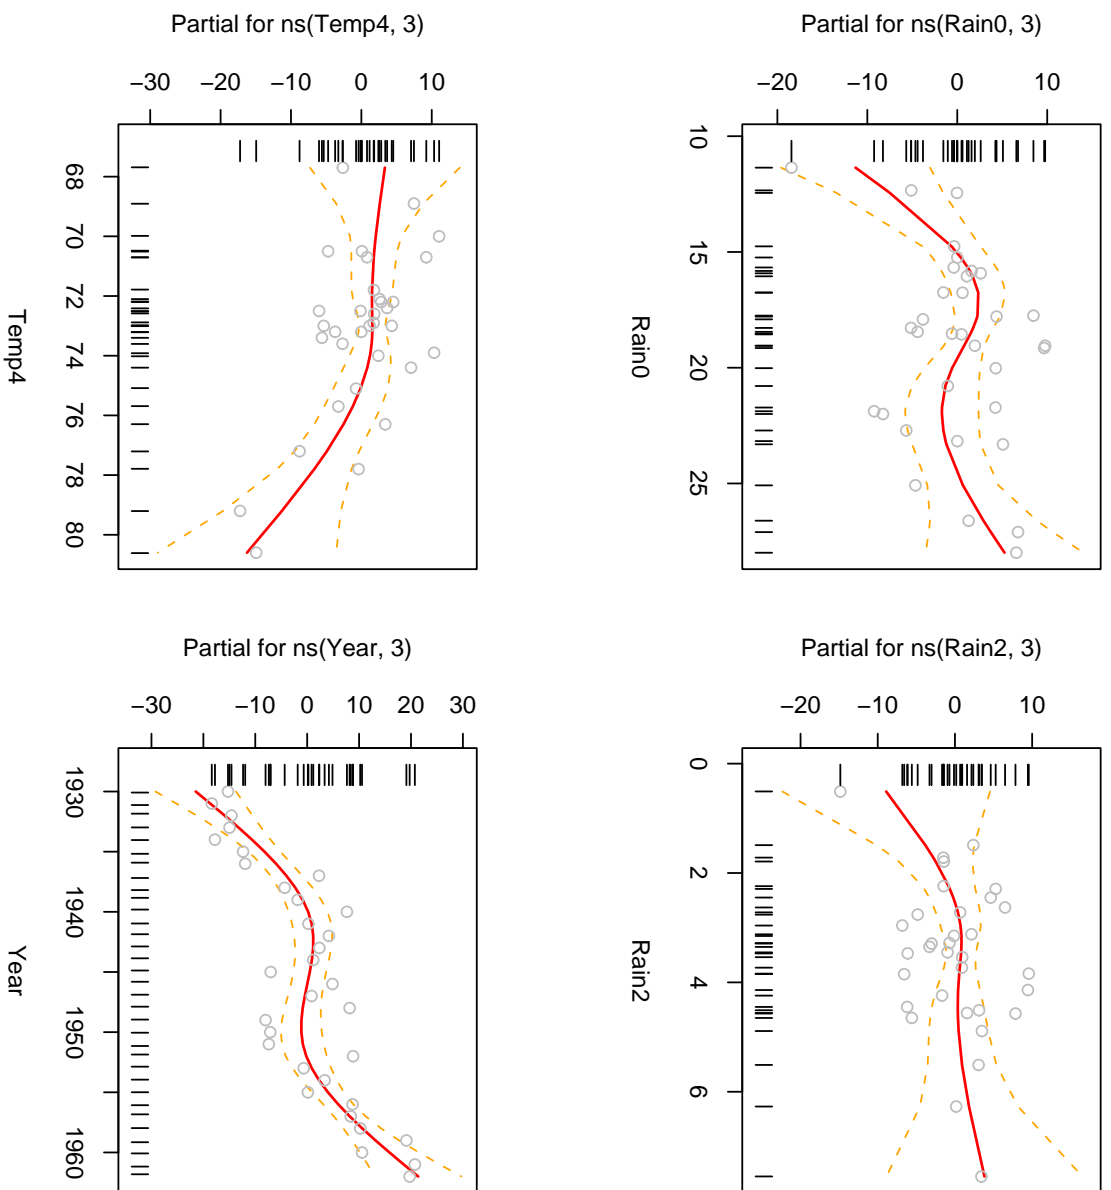 Partial for ns(Temp4, 3)
−30 −20 −10 0 10
68 70 72 74 76 78 80
Temp4
Partial for ns(Rain0, 3)
−20 −10 0 10
10 15 20 25
Rain0
Partial for ns(Year, 3)
−30 −10 0 10 20 30
1930 1940 1950 1960
Year
Partial for ns(Rain2, 3)
−20 −10 0 10
0 2 4 6
Rain2